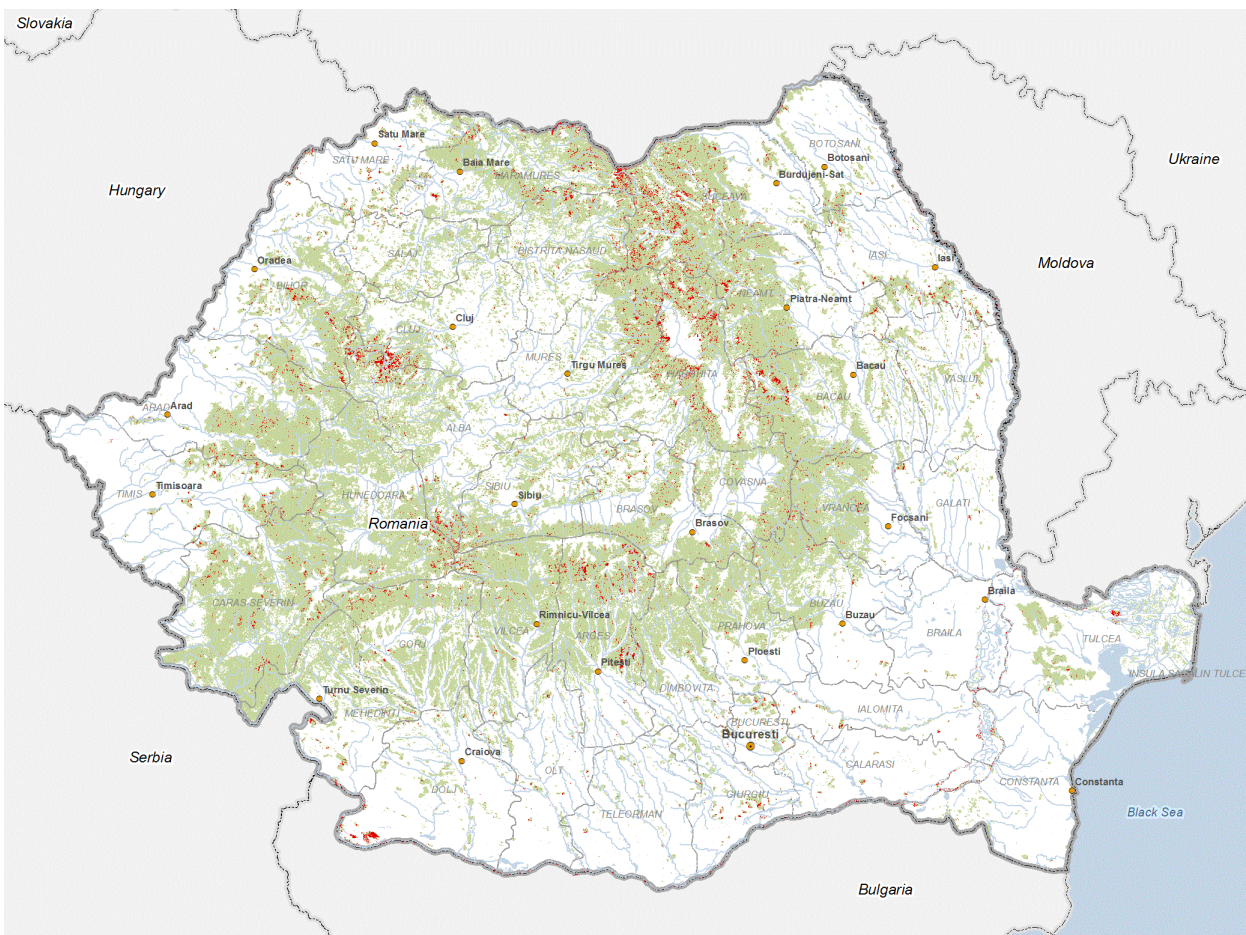 Slovakia
Satu Mare
SATU MARE
BOTOSANI
Botosani
Baia Mare
MARAMURES
Burdujeni-Sat
Ukraine
Hungary
SUCEAVA
SALAJ
BISTRITA-NASAUD
IASI
Iasi
Oradea
Moldova
BIHOR
NEAMT
Piatra-Neamt
Cluj
CLUJ
MURES
Tirgu Mures
HARGHITA
Bacau
VASLUI
BACAU
ARAD
Arad
ALBA
COVASNA
Timisoara
TIMIS
HUNEDOARA
SIBIU
Sibiu
BRASOV
VRANCEA
GALATI
Romania
Brasov
Focsani
Braila
CARAS-SEVERIN
BUZAU
Rimnicu-Vilcea
Buzau
VILCEA
ARGES
PRAHOVA
BRAILA
TULCEA
GORJ
Ploesti
Pitesti
INSULA SACALIN TULCE
Turnu Severin
DIMBOVITA
MEHEDINTI
IALOMITA
BUCURESTI
Bucuresti
Serbia
Craiova
CALARASI
OLT
CONSTANTA
Constanta
DOLJ
GIURGIU
TELEORMAN
Black Sea
Bulgaria